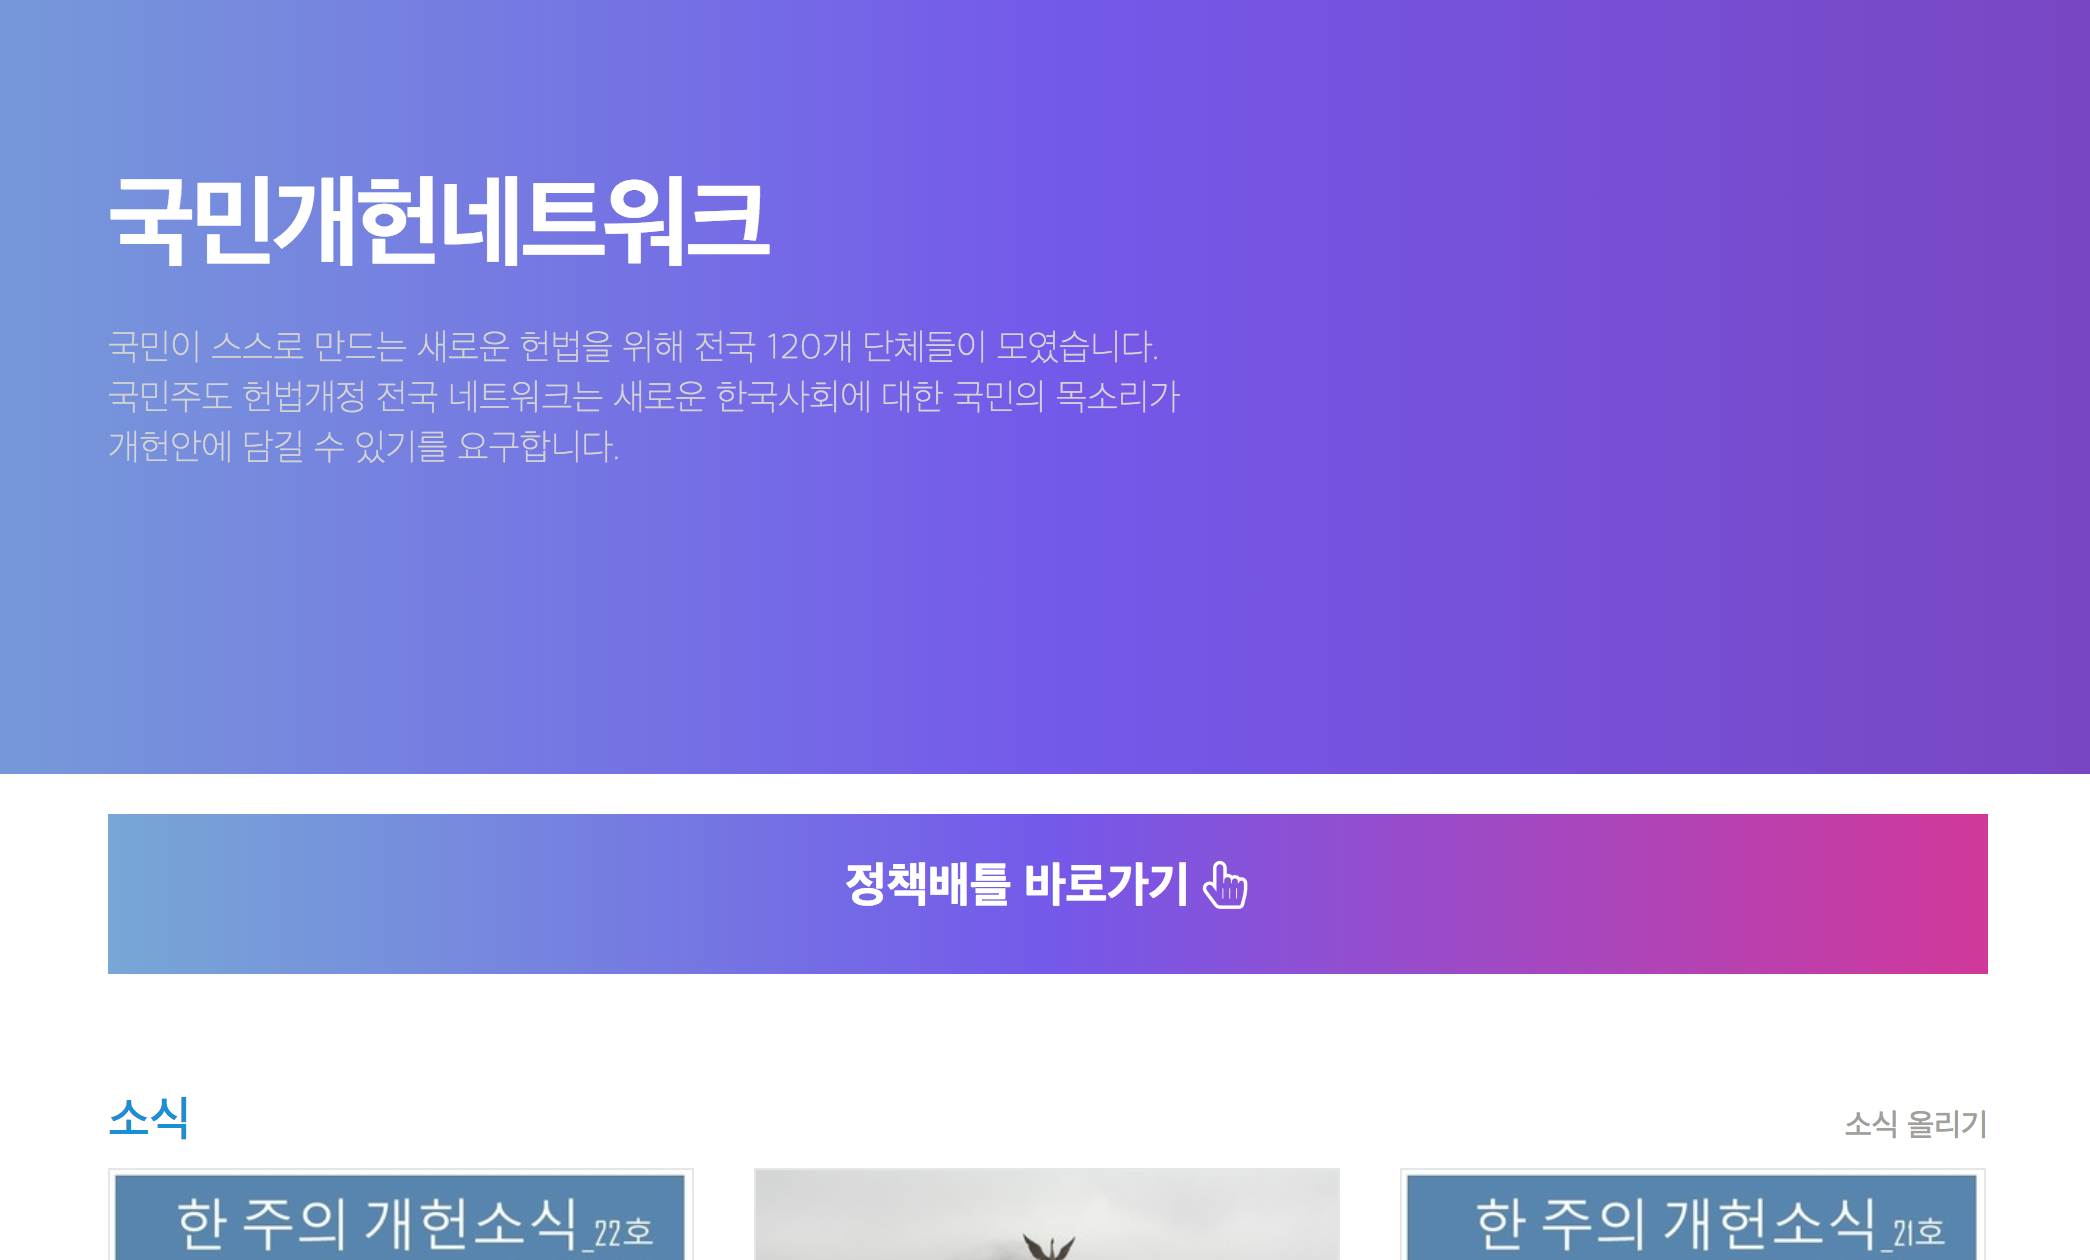 국민개헌네트워크
국민이 스스로 만드는 새로운 헌법을 위해 전국 120개 단체들이 모였습니다.
국민주도 헌법개정 전국 네트워크는 새로운 한국사회에 대한 국민의 목소리가
개헌안에 담길 수 있기를 요구합니다.
정책배틀 바로가기
소식
소식 올리기
한 주의 개헌소식_22호
한 주의 개헌소식_21호